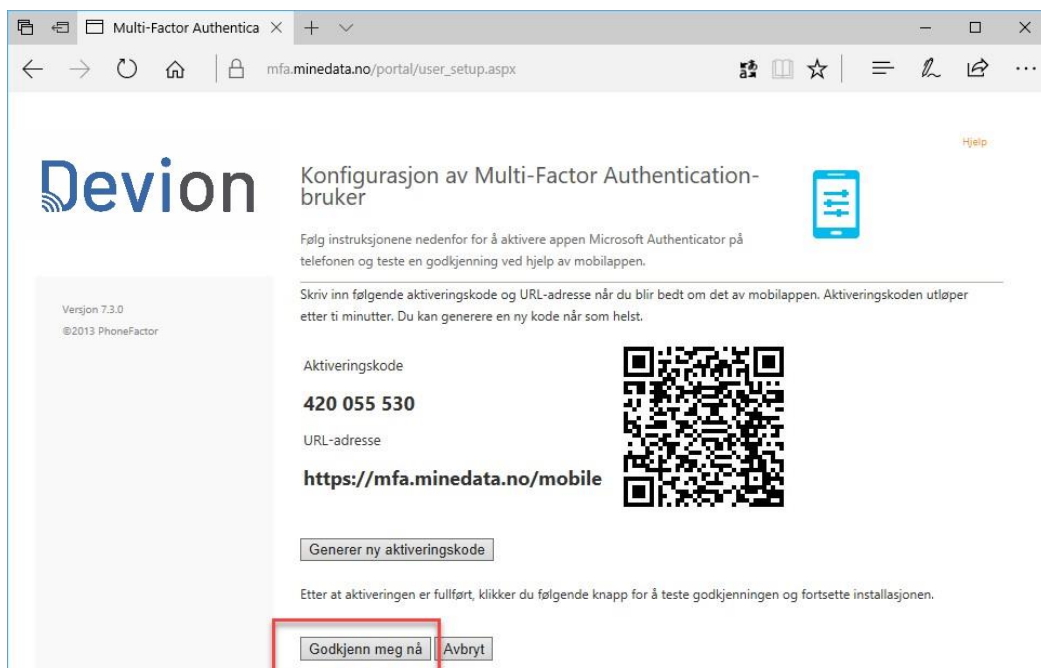 Multi-Factor Authentica
mfa.minedata.no/portal/user_setup.aspx
Hjelp
Devion
Konfigurasjon av Multi-Factor Authentication-
bruker
Følg instruksjonene nedenfor for å aktivere appen Microsoft Authenticator på
telefonen og teste en godkjenning ved hjelp av mobilappen.
Versjon 7.3.0
©2013 PhoneFactor
Skriv inn følgende aktiveringskode og URL-adresse når du blir bedt om det av mobilappen. Aktiveringskoden utløper
etter ti minutter. Du kan generere en ny kode når som helst.
Aktiveringskode
420 055 530
URL-adresse
https://mfa.minedata.no/mobile
Generer ny aktiveringskode
Etter at aktiveringen er fullført, klikker du følgende knapp for å teste godkjenningen og fortsette installasjonen.
Godkjenn meg nå Avbryt